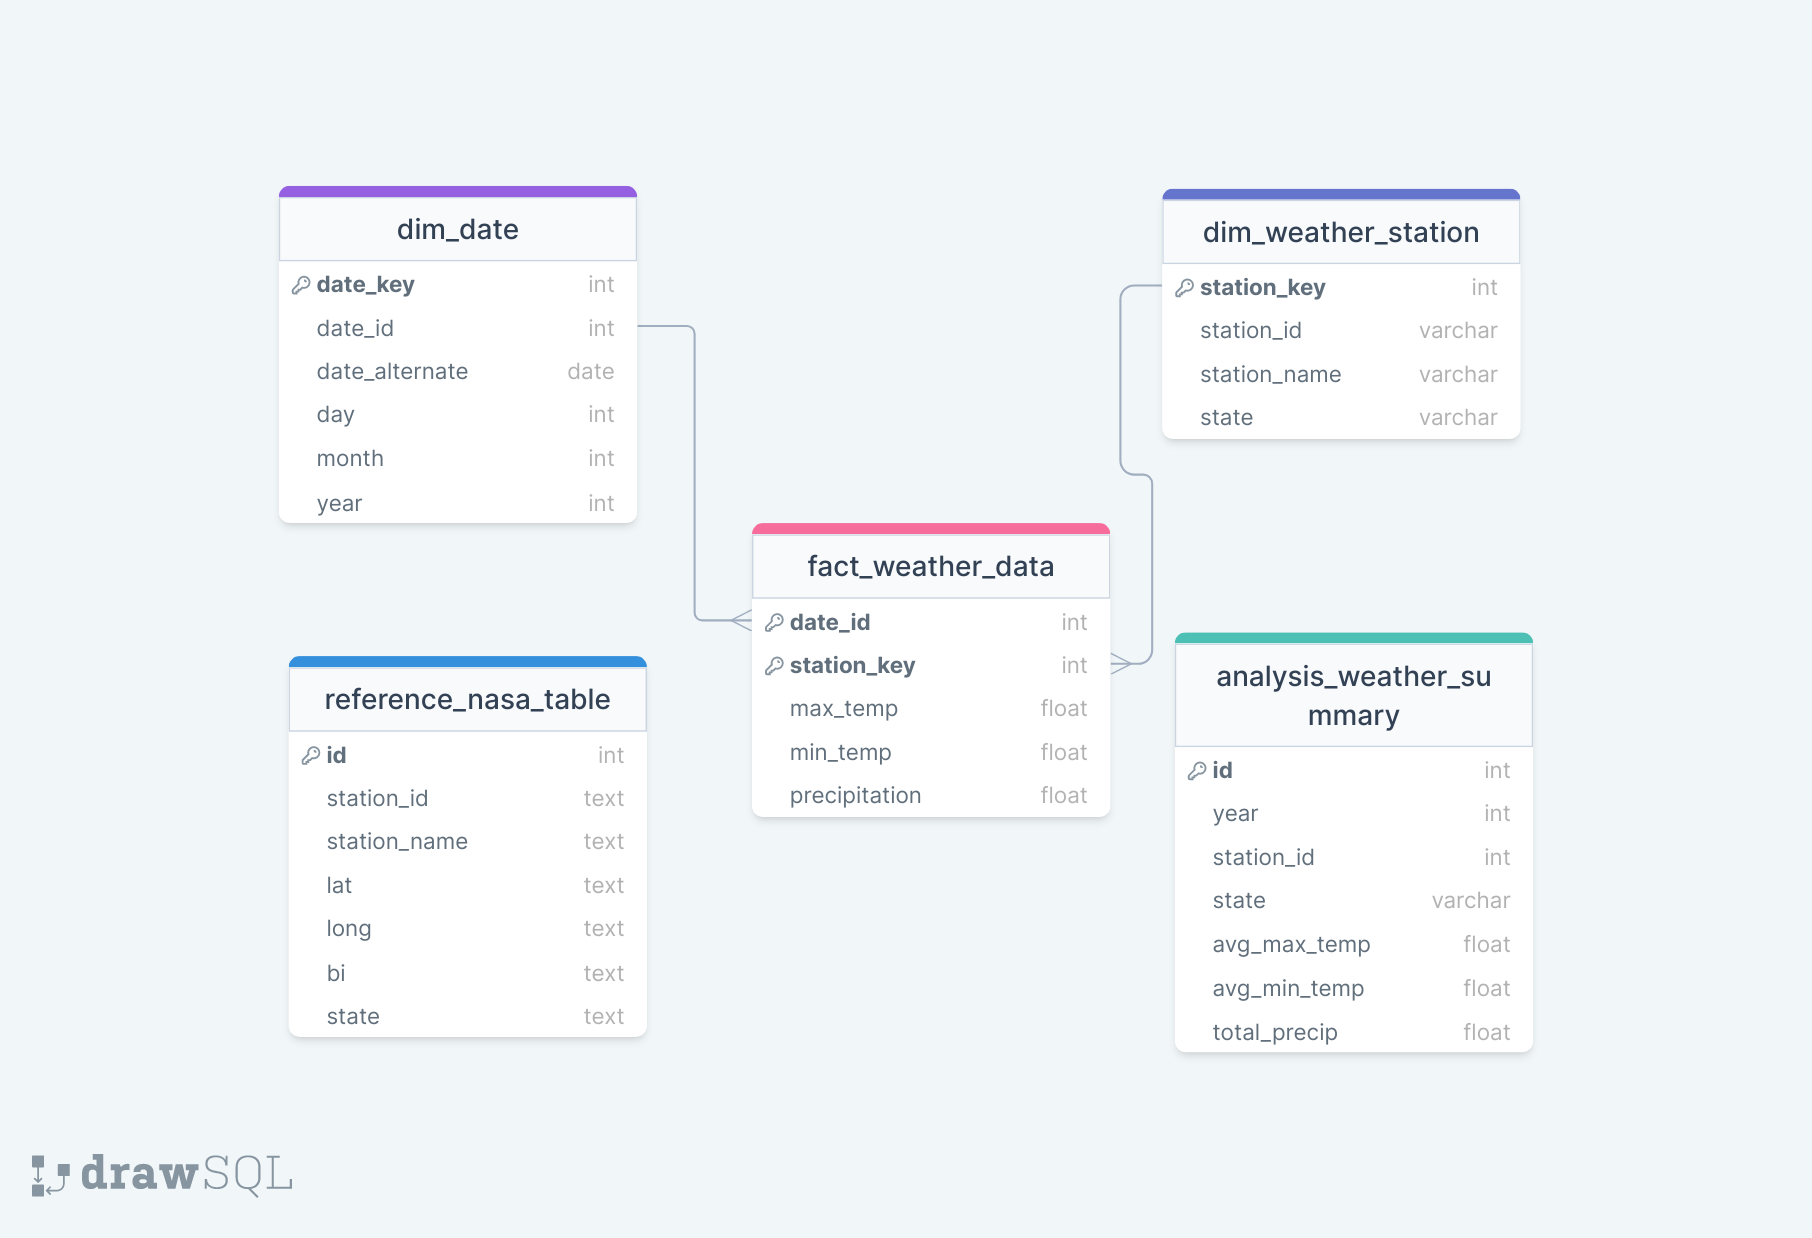 dim_date
date_key int
date_id int
date_alternate date
day int
month int
year int
dim_weather_station
station_key int
station_id varchar
station_name varchar
state varchar
fact_weather_data
date_id int
station_key int
max_temp float
min_temp float
precipitation float
reference_nasa_table
id int
station_id text
station_name text
lat text
long text
bi text
state text
analysis_weather_su
mmary
id int
year int
station_id int
state varchar
avg_max_temp float
avg_min_temp float
total_precip float
drawSQL